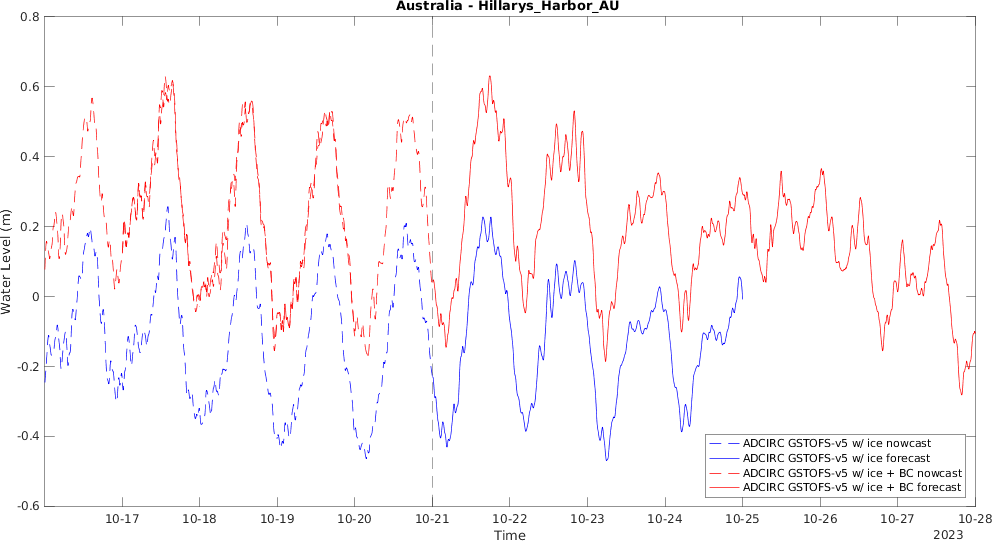 Australia - Hillarys_Harbor_AU
Water Level (m)
0.8
0.6
0.4
0.2
0
-0.2
-0.4
-0.6
ADCIRC GSTOFS-v5 w/ ice nowcast
ADCIRC GSTOFS-v5 w/ ice forecast
ADCIRC GSTOFS-v5 w/ ice + BC nowcast
ADCIRC GSTOFS-v5 w/ ice + BC forecast
10-17 10-18 10-19 10-20 10-21 10-22 10-23 10-24 10-25 10-26 10-27 10-28
Time
2023